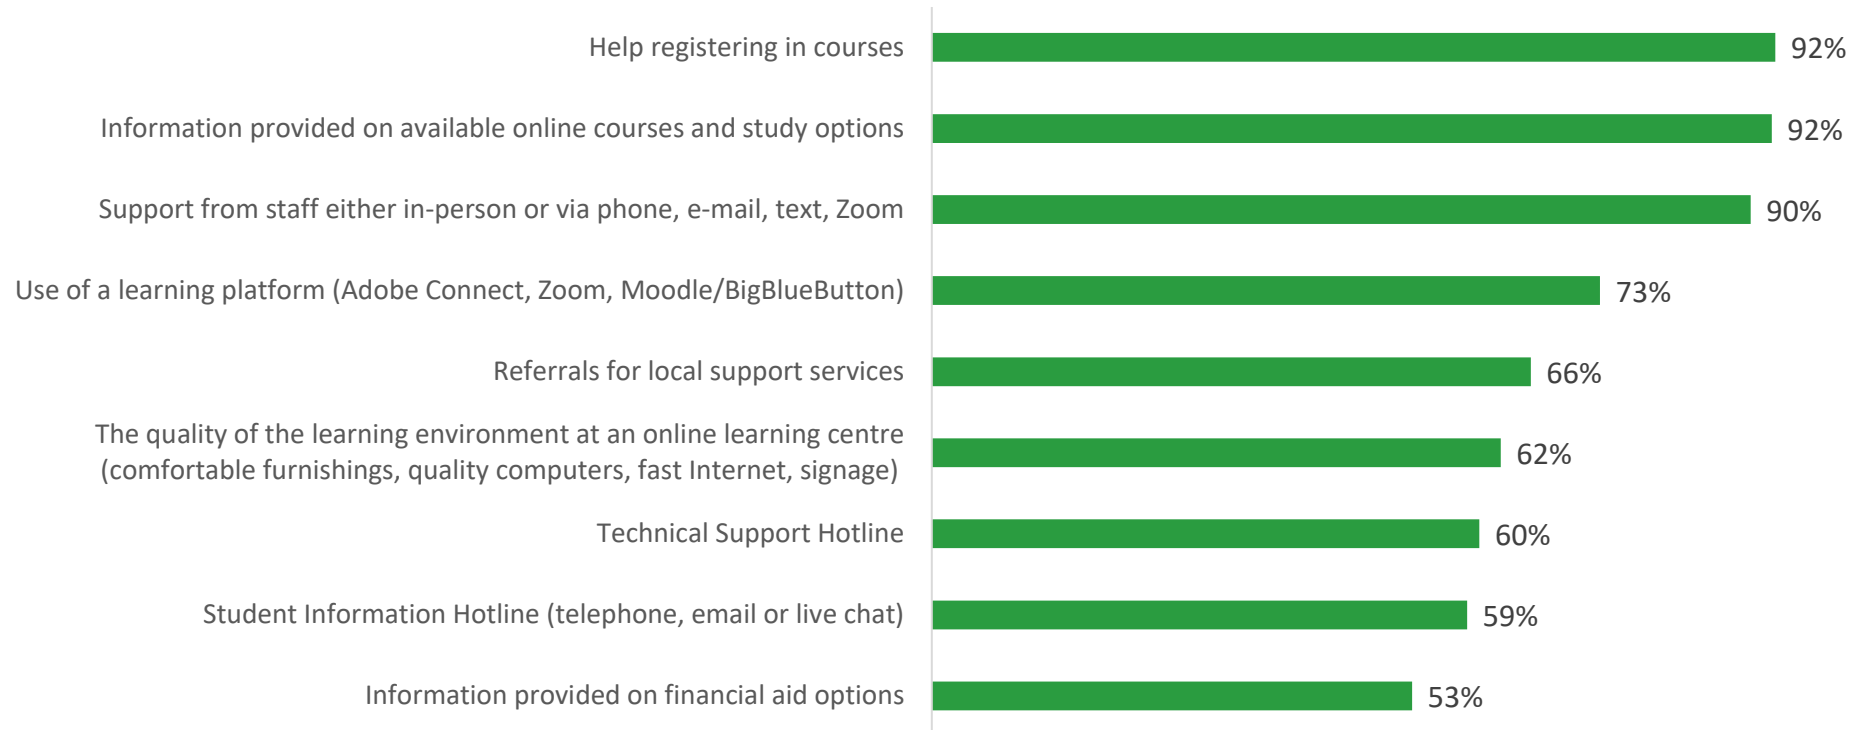 Help registering in courses 92%
Information provided on available online courses and study options 92%
Support from staff either in-person or via phone, e-mail, text, Zoom 90%
Use of a learning platform (Adobe Connect, Zoom, Moodle/BigBlueButton) 73%
Referrals for local support services 66%
The quality of the learning environment at an online learning centre
(comfortable furnishings, quality computers, fast Internet, signage) 62%
Technical Support Hotline 60%
Student Information Hotline (telephone, email or live chat) 59%
Information provided on financial aid options 53%